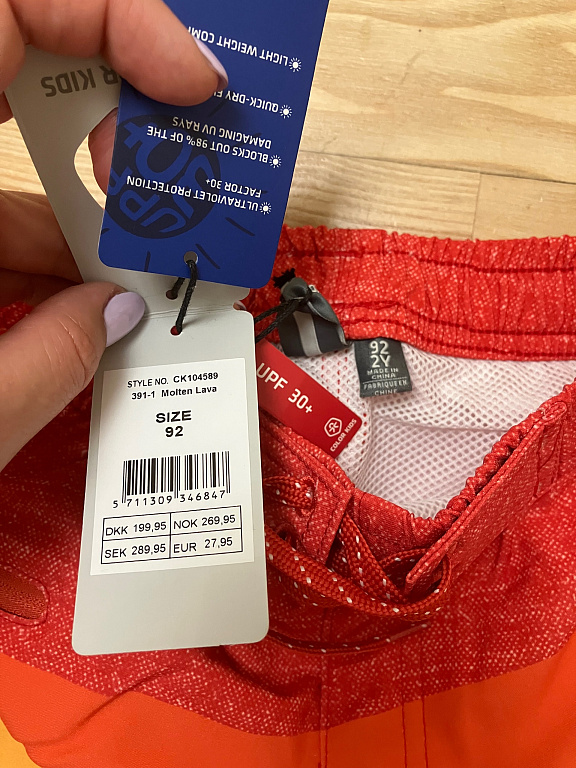 R KIDS
ULTRAVIOLET PROTECTION
FACTOR 30+
BLOCKS OUT 98% OF THE
DAMAGING UV RAYS
QUICK-DRY F
LIGHT WEIGHT COM
STYLE NO. CK104589
391-1 Molten Lava
SIZE
92
5 711309 346847
DKK 199,95 NOK 269,95
SEK 289,95 EUR 27,95
UPF 30+
COLOR KIDS
92
2Y
MADE IN
CHINA
FABRIQUE EN
CHINE